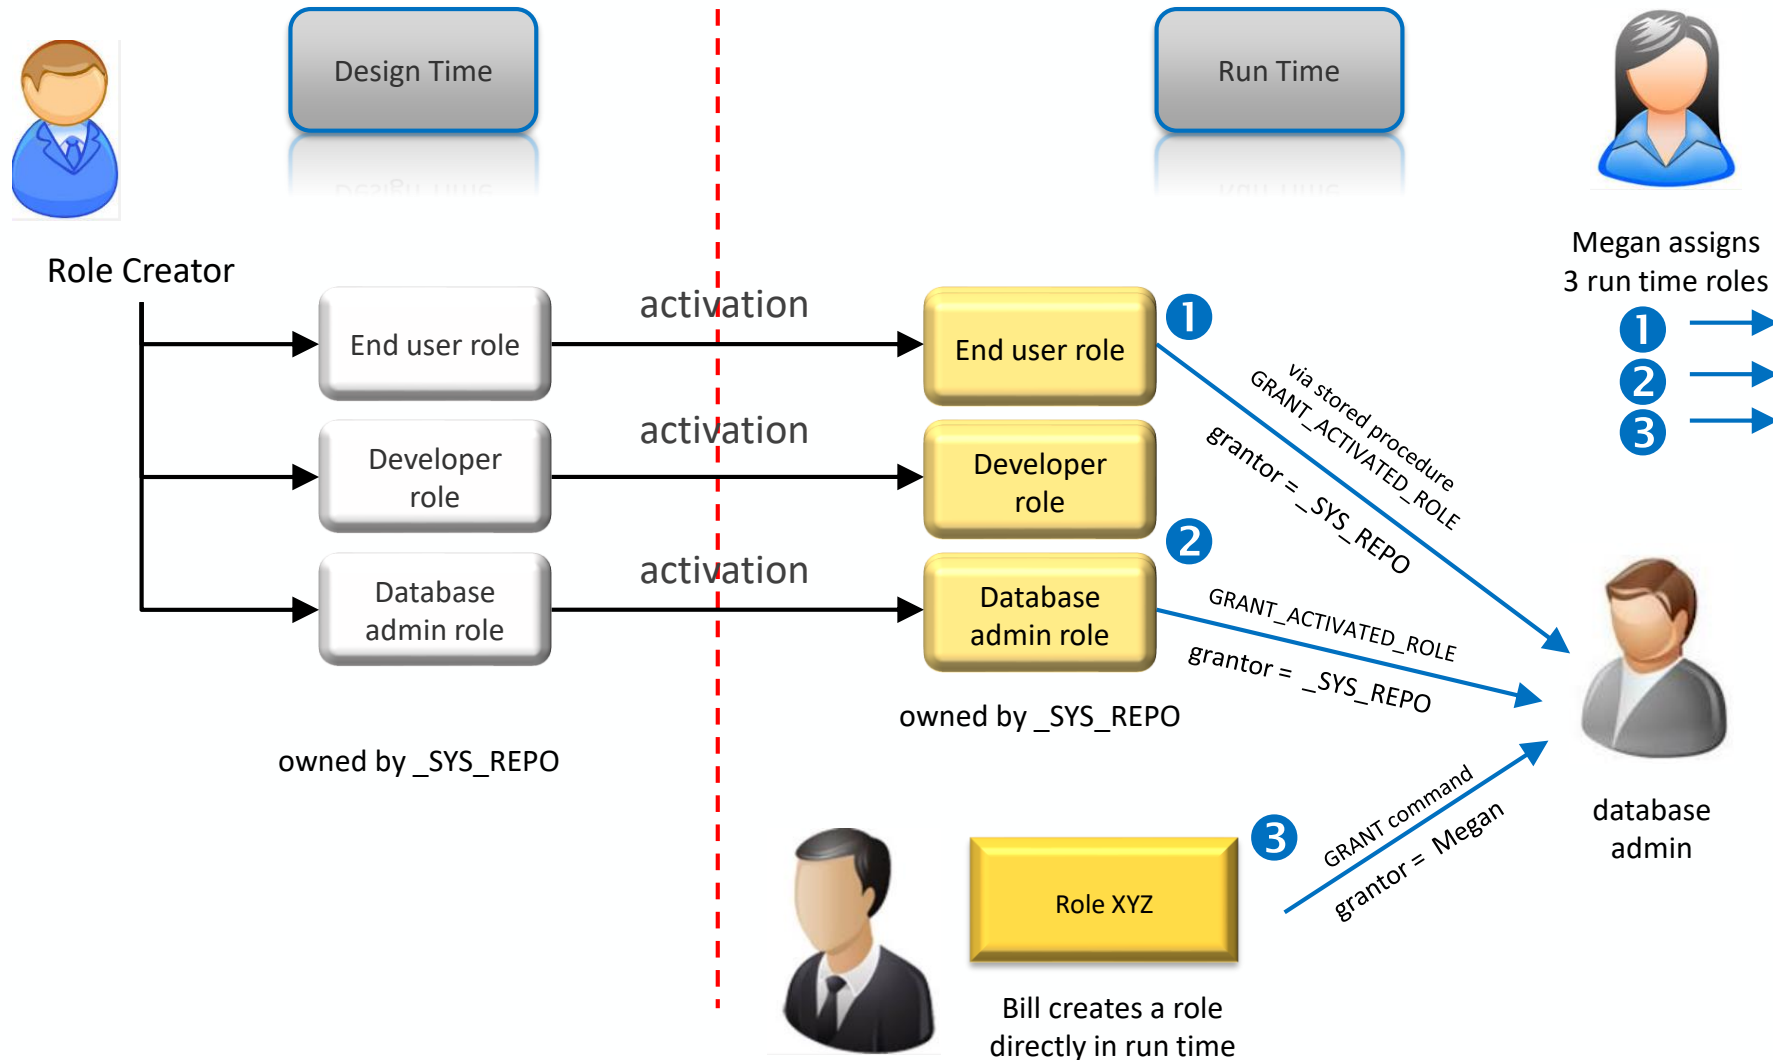 Design Time
Run Time
Role Creator
Megan assigns
3 run time roles
1
2
3
End user role
activation
End user role
1
via stored procedure
GRANT_ACTIVATED_ROLE
grantor = _SYS_REPO
Developer
role
activation
Developer
role
2
Database
admin role
activation
Database
admin role
GRANT_ACTIVATED_ROLE
grantor = _SYS_REPO
owned by _SYS_REPO
owned by _SYS_REPO
database
admin
3
GRANT command
grantor = Megan
Role XYZ
Bill creates a role
directly in run time